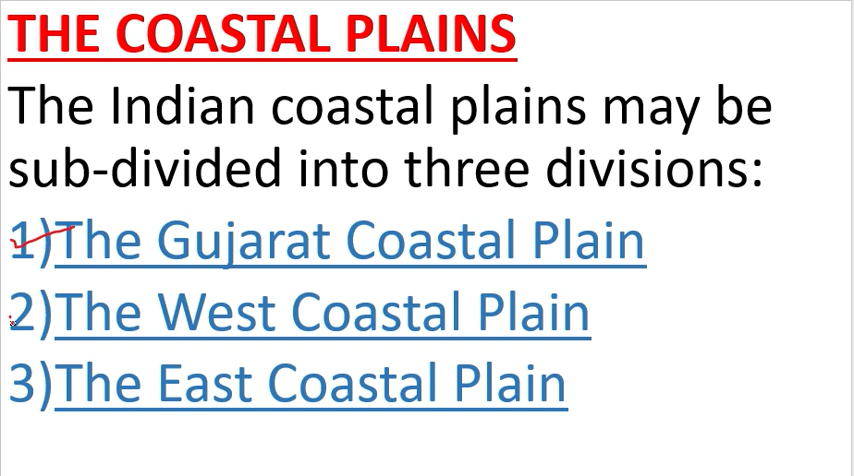 THE COASTAL PLAINS
The Indian coastal plains may be
sub-divided into three divisions:
1)The Gujarat Coastal Plain
2)The West Coastal Plain
3)The East Coastal Plain